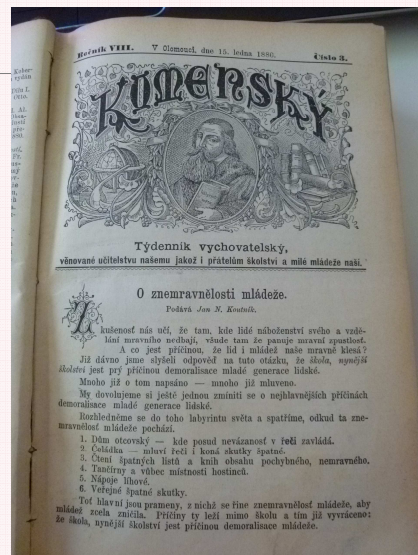 Ročník VIII.
V Olomouci, dne 15. ledna 1880.
Číslo 3.
KOMENSKÝ
Týdenník vychovatelský,
věnované učitelstvu našemu jakož i přátelům školství a milé mládeže naší.
O znemravnělosti mládeže.
Podává Jan N. Koutník.
Zkušenost nás učí, že tam, kde lidé náboženství svého a vzdě-
lání mravního nedbají, všude tam že panuje mravní zpustlosť.
A co jest příčinou, že lid i mládež naše mravně klesá?
Již dávno jsme slyšeli odpověď na tuto otázku, že škola, nynější
školství jest prý příčinou demoralisace mladé generace lidské.
Mnoho již o tom napsáno — mnoho již mluveno.
My dovolujeme si ještě jednou zmíniti se o nejhlavnějších příčinách
demoralisace mladé generace lidské.
Rozhledněme se do toho labyrintu světa a spatříme, odkud ta zne-
mravnělosť mládeže pochází.
1. Dům otcovský — kde posud nevázanosť v řeči zavládá.
2. Čeládka — mluví řeči i koná skutky špatné.
3. Čtení špatných listů a knih obsahu pochybného, nemravného.
4. Tančírny a vůbec místnosti hostinců.
5. Nápoje lihové.
6. Veřejné špatné skutky.
Toť hlavní jsou prameny, z nichž se řine znemravnělosť mládeže, aby
mládež zcela zničila. Příčiny ty leží mimo školu a tím již vyvráceno:
že škola, nynější školství jest příčinou demoralisace mládeže.